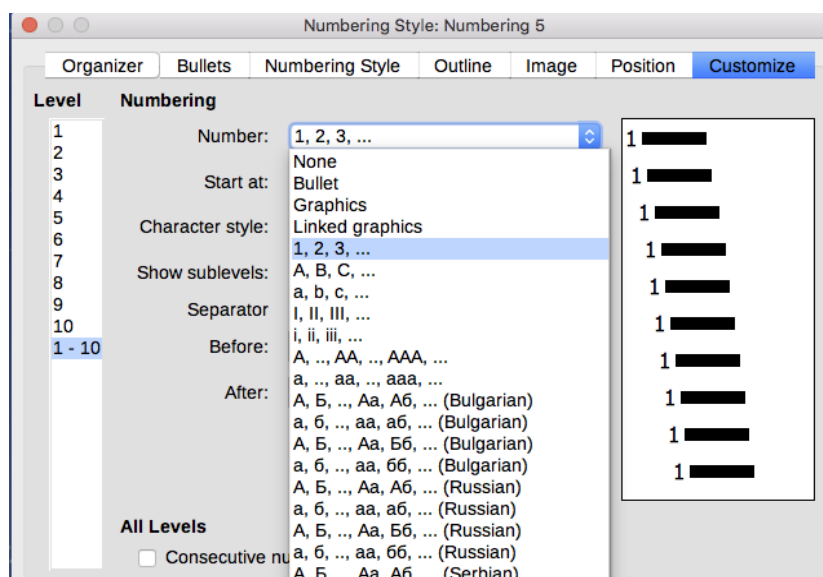 Numbering Style: Numbering 5
Organizer Bullets Numbering Style Outline Image Position Customize
Level
1
2
3
4
5
6
7
8
9
10
1 - 10
Numbering
Number: 1, 2, 3, ...
Start at:
Character style:
Show sublevels:
Separator
Before:
After:
None
Bullet
Graphics
Linked graphics
1, 2, 3, ...
A, B, C, ...
a, b, c, ...
I, II, III, ...
i, ii, iii, ...
A, .., AA, .., AAA, ...
a, .., aa, .., aaa, ...
А, Б, .., Аа, Аб, ... (Bulgarian)
а, б, .., аа, аб, ... (Bulgarian)
А, Б, .., Аа, Бб, ... (Bulgarian)
а, б, .., аа, бб, ... (Bulgarian)
А, Б, .., Аа, Аб, ... (Russian)
а, б, .., аа, аб, ... (Russian)
А, Б, .., Аа, Бб, ... (Russian)
а, б, .., аа, бб, ... (Russian)
А, Б, .., Аа, Аб, ... (Serbian)
1
1
1
1
1
1
1
1
1
1
All Levels
Consecutive nu